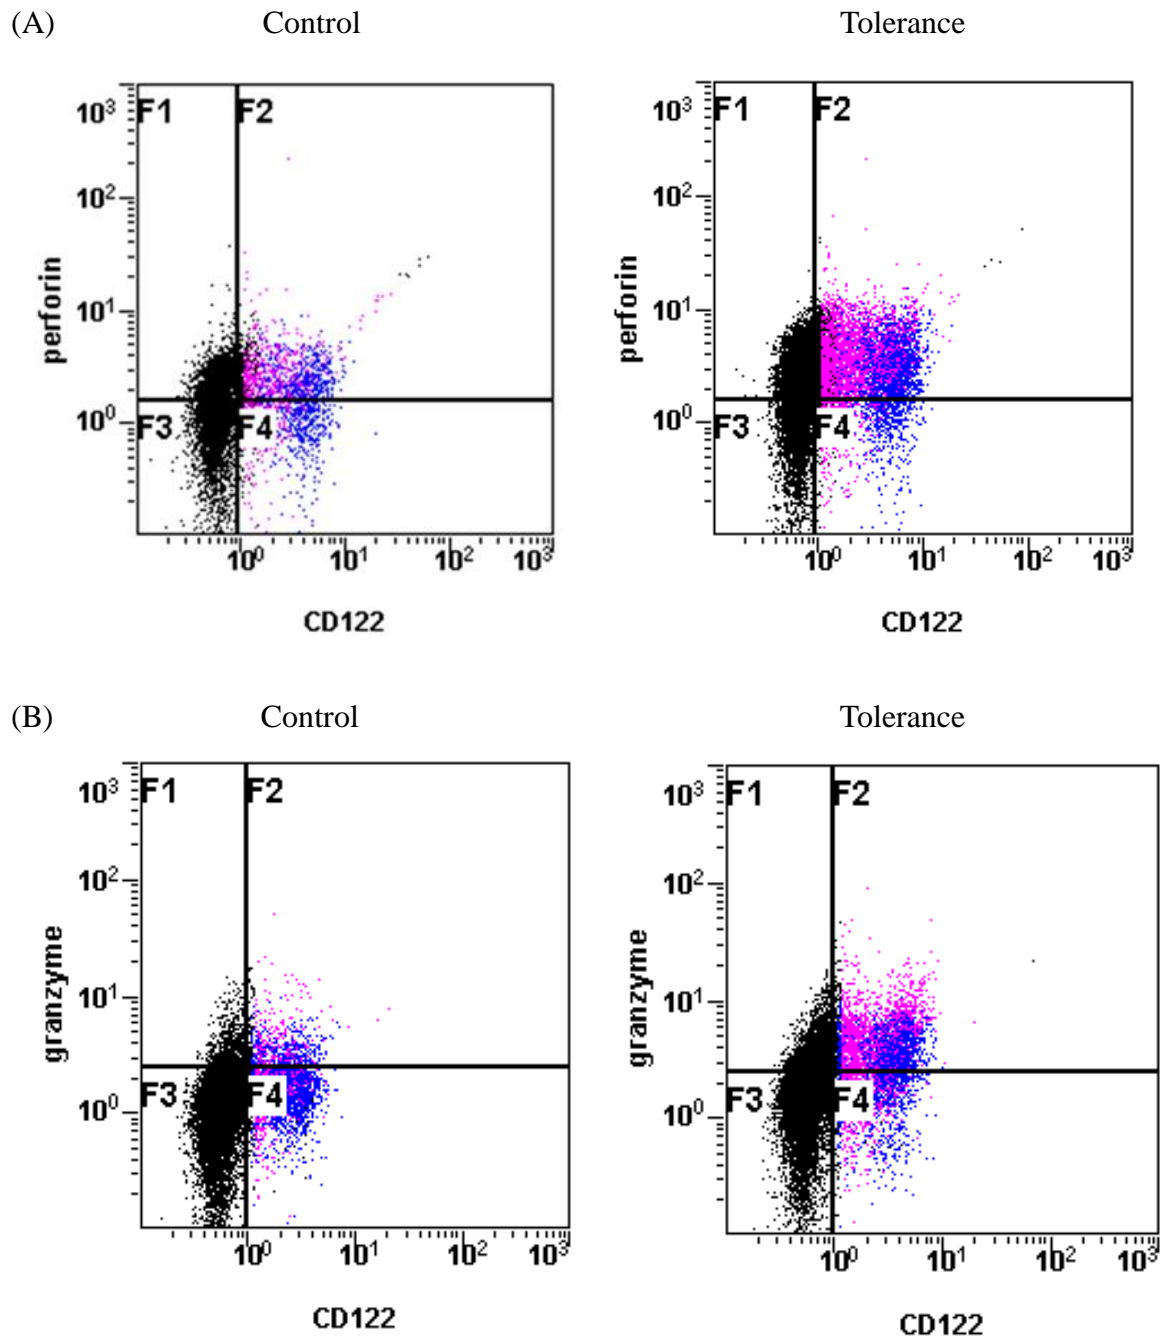 (A) Control Tolerance
10³ F1 F2 10³ F1 F2
10² 10²
perforin perforin
10¹ 10¹
10⁰ F3 F4 10⁰ F3 F4
10⁰ 10¹ 10² 10³ 10⁰ 10¹ 10² 10³
CD122 CD122
(B) Control Tolerance
10³ F1 F2 10³ F1 F2
10² 10²
granzyme granzyme
10¹ 10¹
10⁰ F3 F4 10⁰ F3 F4
10⁰ 10¹ 10² 10³ 10⁰ 10¹ 10² 10³
CD122 CD122